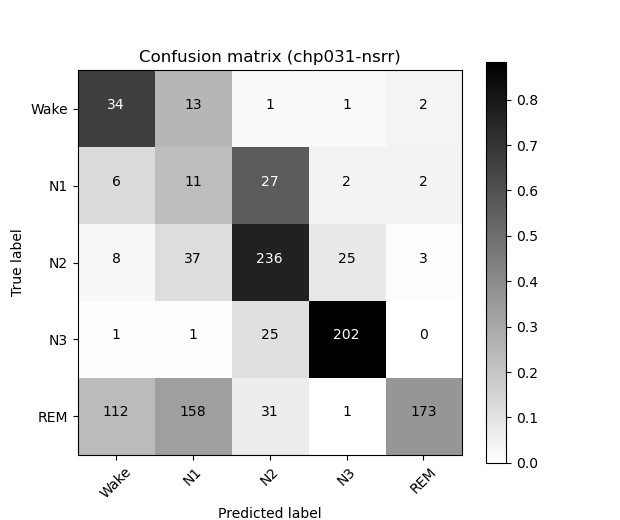 Confusion matrix (chp031-nsrr)
Wake 34 13 1 1 2
N1 6 11 27 2 2
N2 8 37 236 25 3
N3 1 1 25 202 0
REM 112 158 31 1 173
Wake N1 N2 N3 REM
Predicted label
True label
0.8
0.7
0.6
0.5
0.4
0.3
0.2
0.1
0.0